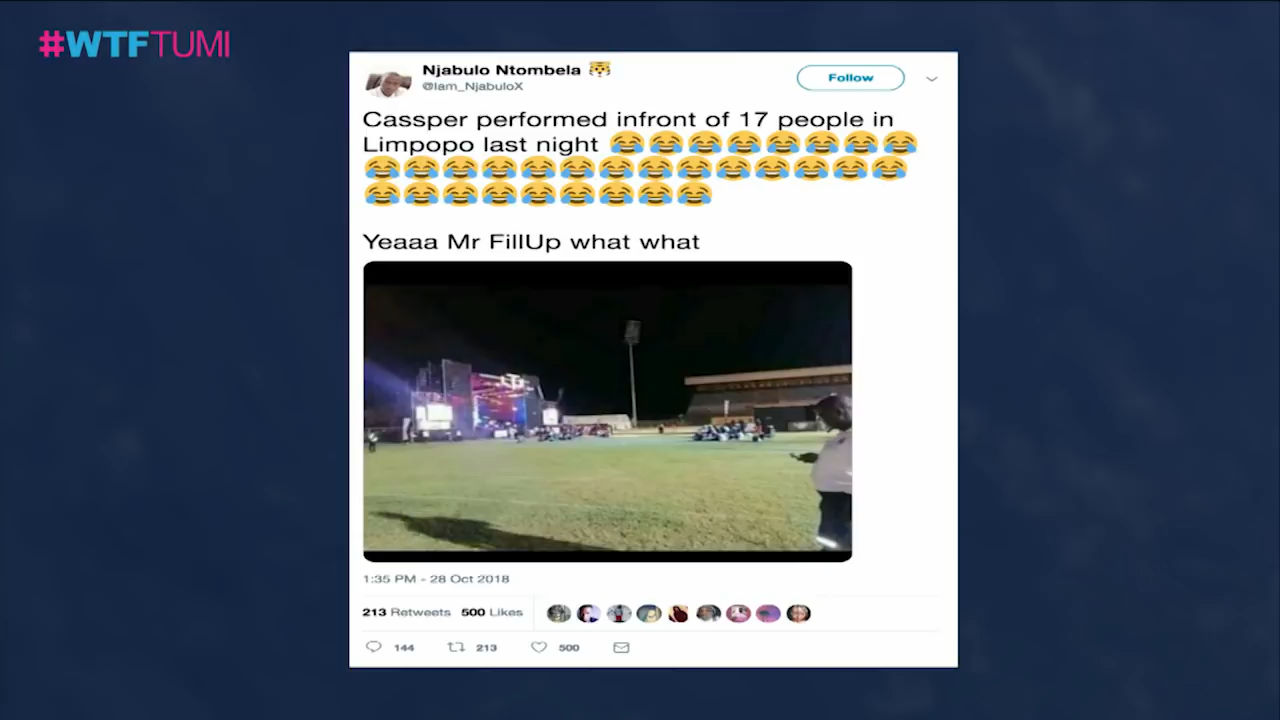 #WTFTUMI
Njabulo Ntombela 🐯
@Iam_NjabuloX
Follow
Cassper performed infront of 17 people in
Limpopo last night 😂😂😂😂😂😂😂😂
😂😂😂😂😂😂😂😂😂😂😂😂😂😂
😂😂😂😂😂😂😂😂😂
Yeaaa Mr FillUp what what
1:35 PM - 28 Oct 2018
213 Retweets 500 Likes
144 213 500